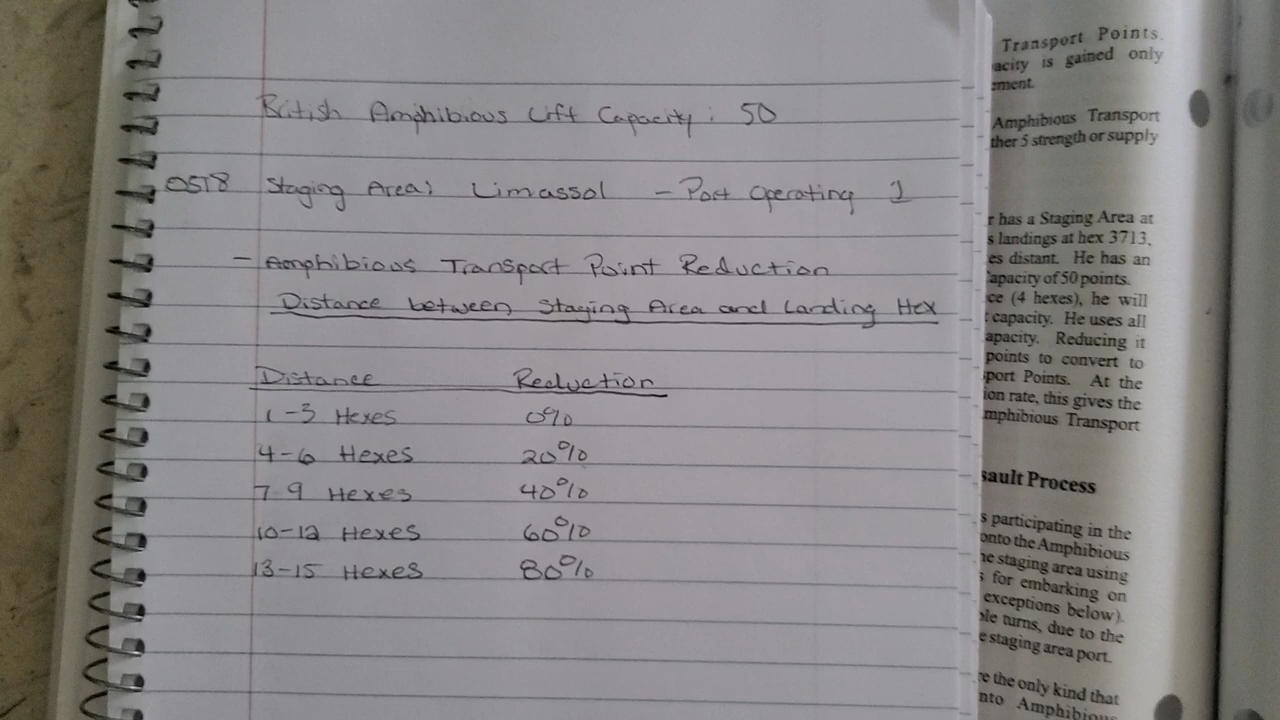 British Amphibious Lift Capacity: 50
0518 Staging Area: Limassol - Port Operating 1
- Amphibious Transport Point Reduction
Distance between Staging Area and Landing Hex
Distance Reduction
1-3 Hexes 0%
4-6 Hexes 20%
7-9 Hexes 40%
10-12 Hexes 60%
13-15 Hexes 80%
Transport Points.
acity is gained only
ement.
Amphibious Transport
ther 5 strength or supply
r has a Staging Area at
s landings at hex 3713,
es distant. He has an
Capacity of 50 points.
ce (4 hexes), he will
t capacity. He uses all
apacity. Reducing it
points to convert to
port Points. At the
ion rate, this gives the
mphibious Transport
sault Process
s participating in the
onto the Amphibious
he staging area using
s for embarking on
exceptions below).
ple turns, due to the
e staging area port.
re the only kind that
nto Amphibious